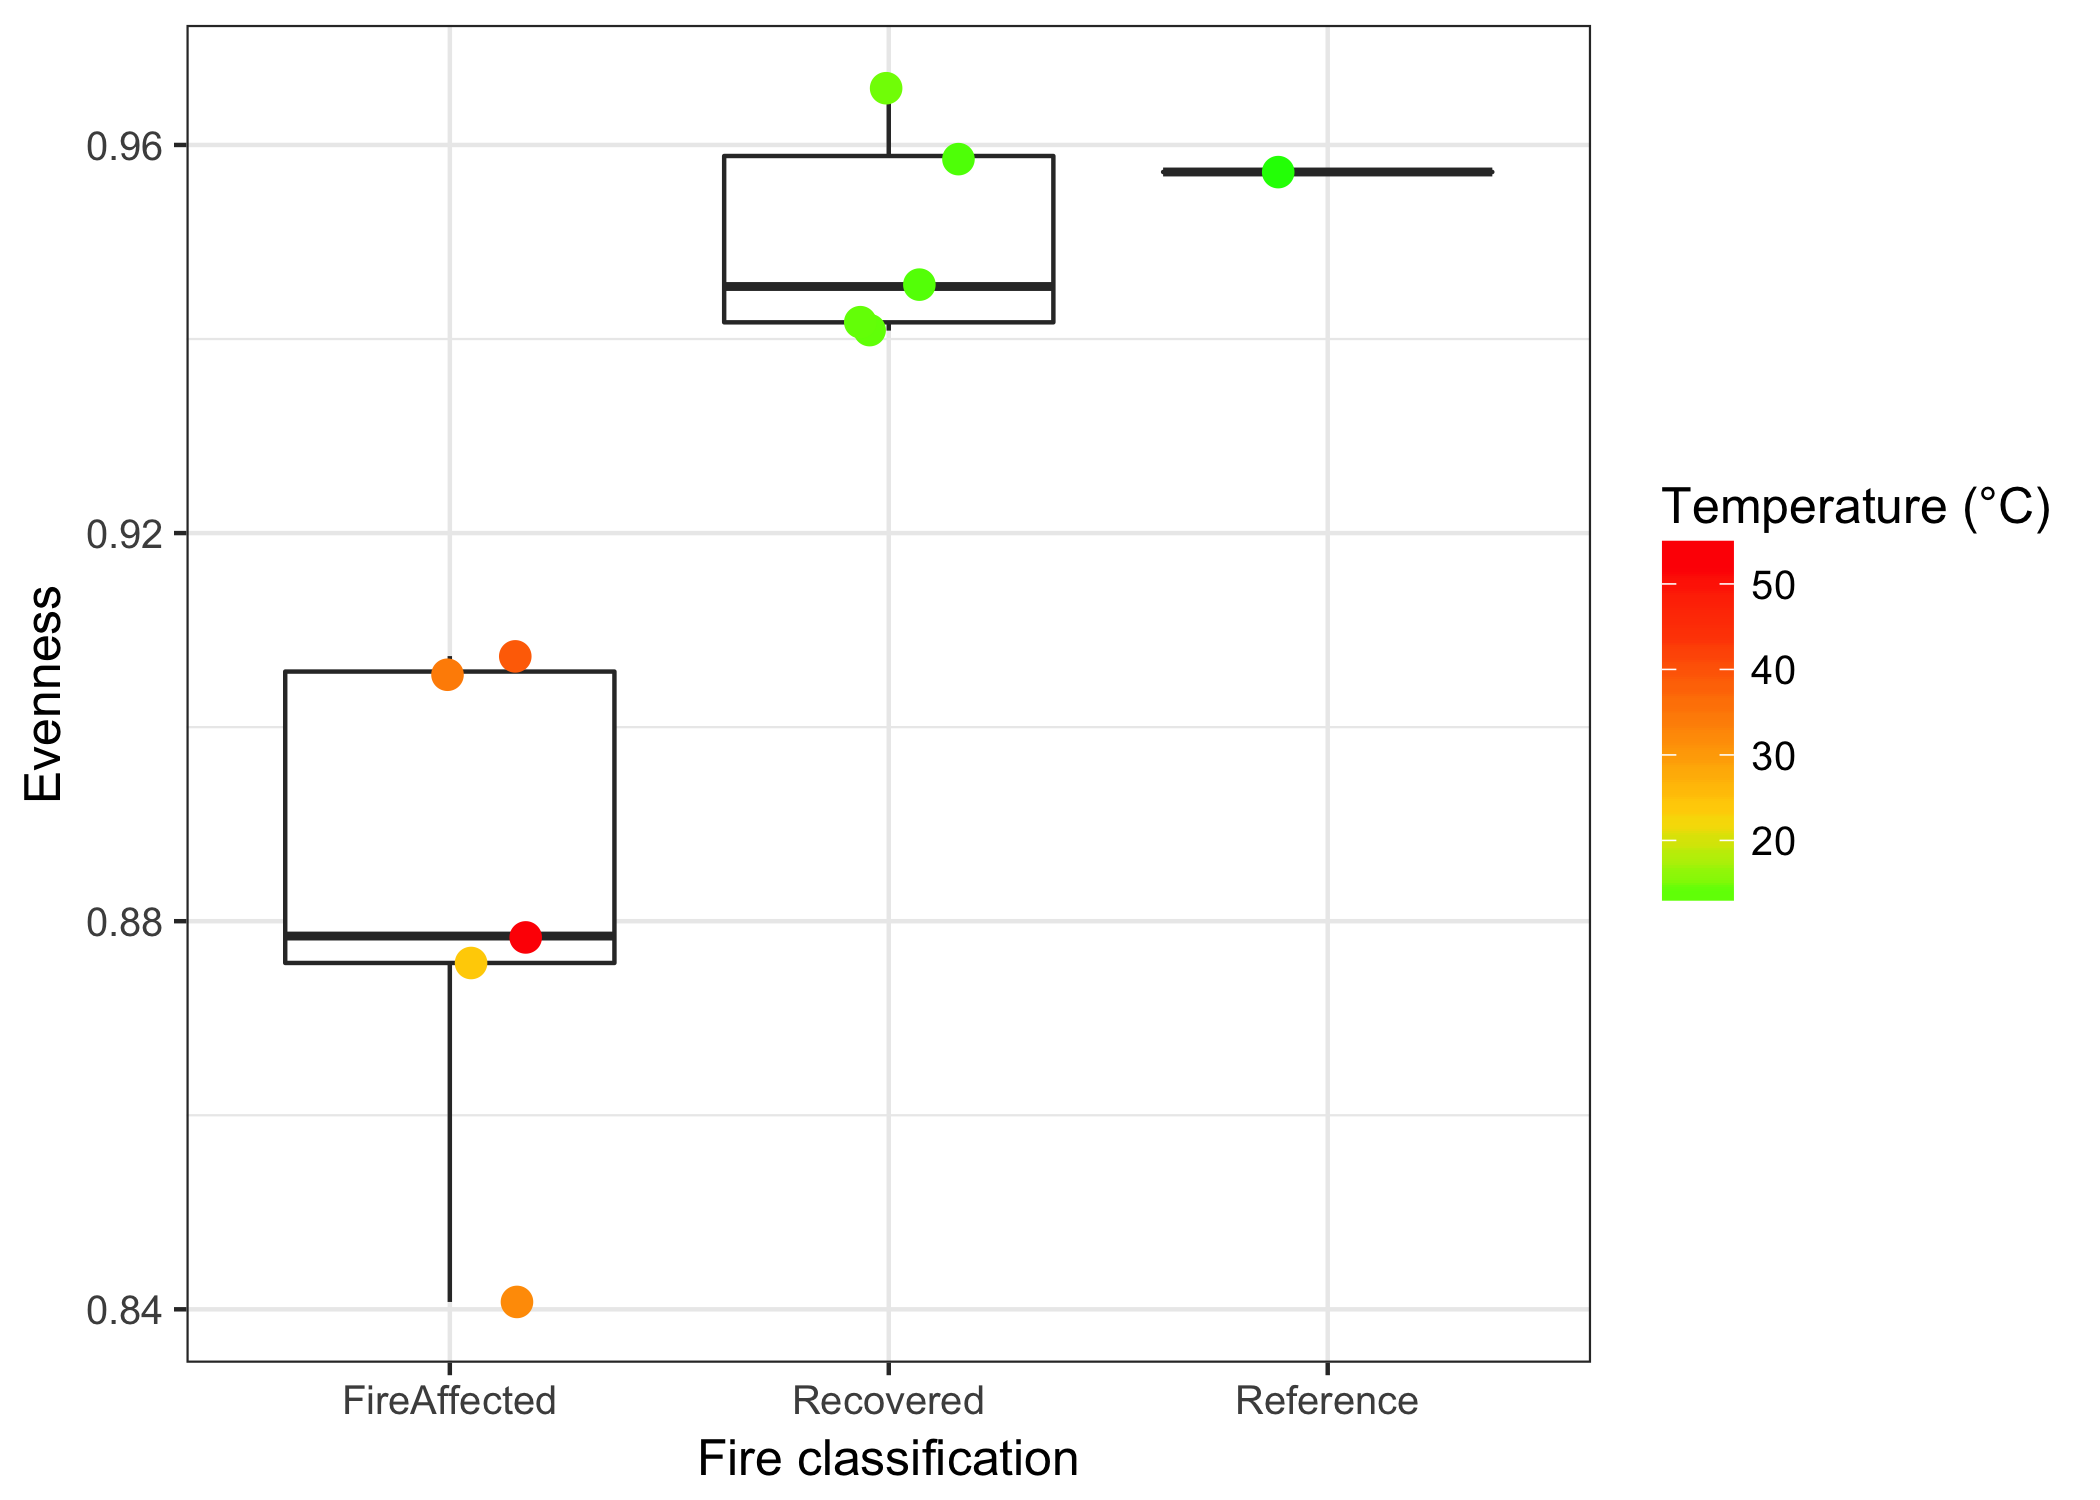 0.96
0.92
0.88
0.84
Evenness
FireAffected
Recovered
Reference
Fire classification
Temperature (°C)
50
40
30
20